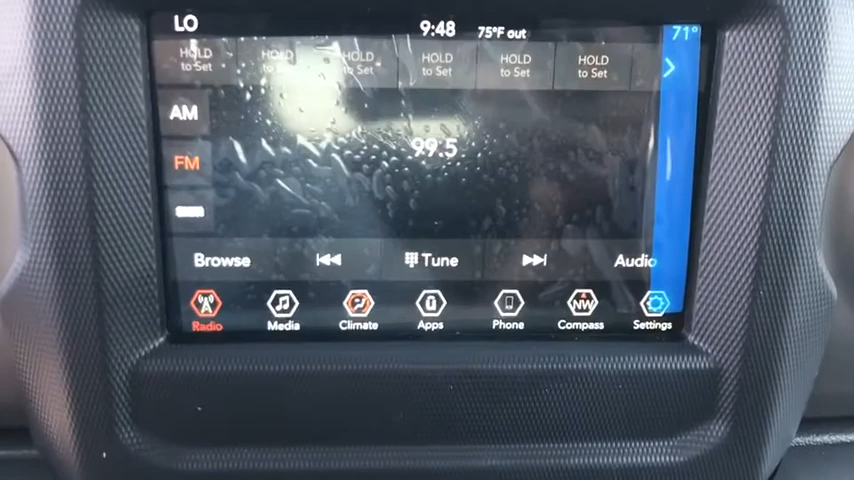 LO 9:48 75°F out 71°
HOLD to Set HOLD to Set HOLD to Set HOLD to Set HOLD to Set HOLD to Set
AM
99.5
FM
Browse Tune Audio
Radio Media Climate Apps Phone NW Compass Settings